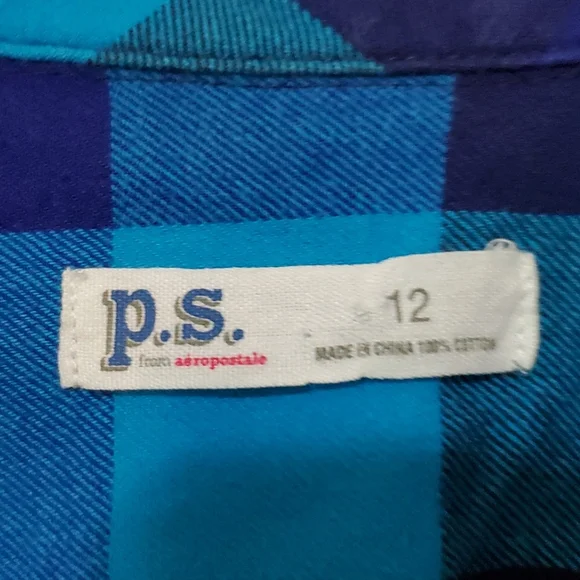 p.s.
from aéropostale
12
MADE IN CHINA 100% COTTON